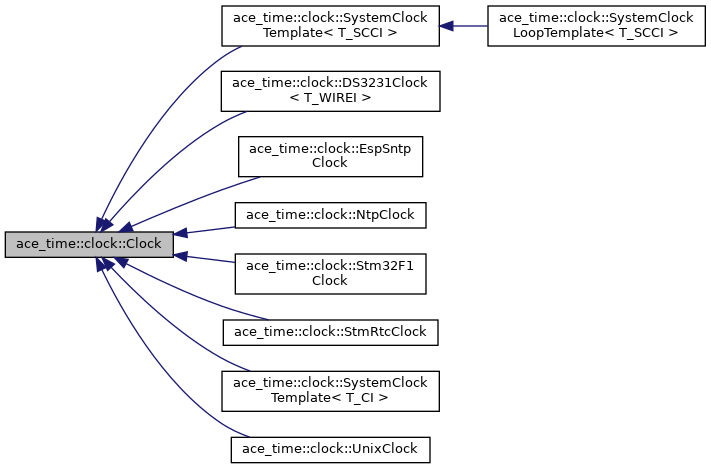 ace_time::clock::SystemClock
Template< T_SCCI >
ace_time::clock::SystemClock
LoopTemplate< T_SCCI >
ace_time::clock::DS3231Clock
< T_WIREI >
ace_time::clock::EspSntp
Clock
ace_time::clock::NtpClock
ace_time::clock::Clock
ace_time::clock::Stm32F1
Clock
ace_time::clock::StmRtcClock
ace_time::clock::SystemClock
Template< T_CI >
ace_time::clock::UnixClock